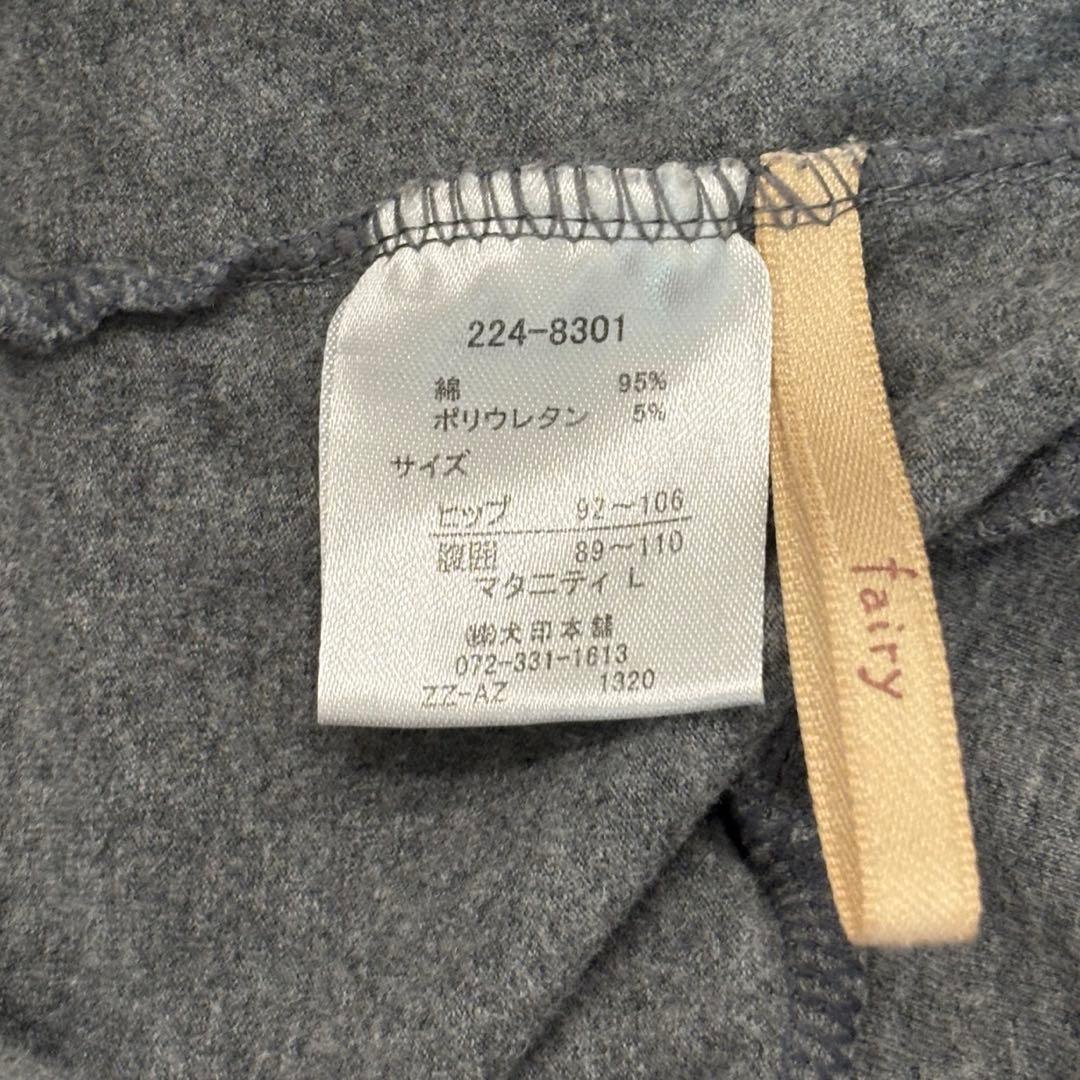 224-8301
綿 95%
ポリウレタン 5%
サイズ
ヒップ 92～106
腹囲 89～110
マタニティ L
㈱犬印本舗
072-331-1613
ZZ-AZ 1320
fairy